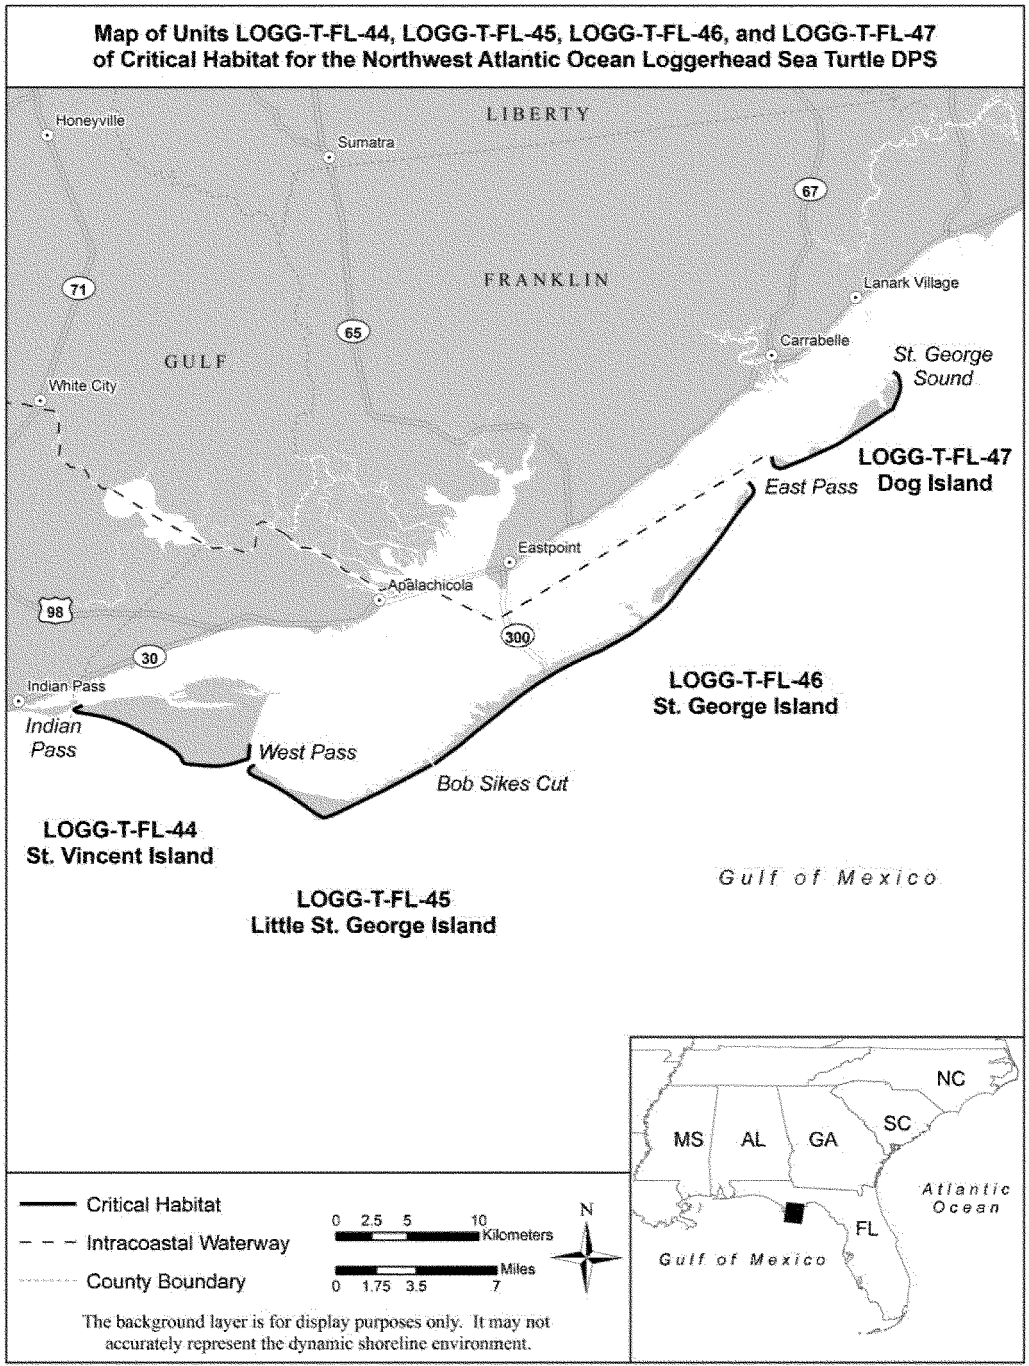 Map of Units LOGG-T-FL-44, LOGG-T-FL-45, LOGG-T-FL-46, and LOGG-T-FL-47
of Critical Habitat for the Northwest Atlantic Ocean Loggerhead Sea Turtle DPS
LIBERTY
Honeyville
Sumatra
67
FRANKLIN
Lanark Village
71
65
Carrabelle
GULF
St. George
Sound
White City
LOGG-T-FL-47
Dog Island
East Pass
Eastpoint
Apalachicola
98
300
30
Indian Pass
LOGG-T-FL-46
St. George Island
Indian
Pass
West Pass
Bob Sikes Cut
LOGG-T-FL-44
St. Vincent Island
Gulf of Mexico
LOGG-T-FL-45
Little St. George Island
NC
SC
MS
AL
GA
Atlantic
Ocean
FL
Gulf of Mexico
Critical Habitat
Intracoastal Waterway
County Boundary
0 2.5 5 10
Kilometers
Miles
0 1.75 3.5 7
N
The background layer is for display purposes only. It may not
accurately represent the dynamic shoreline environment.